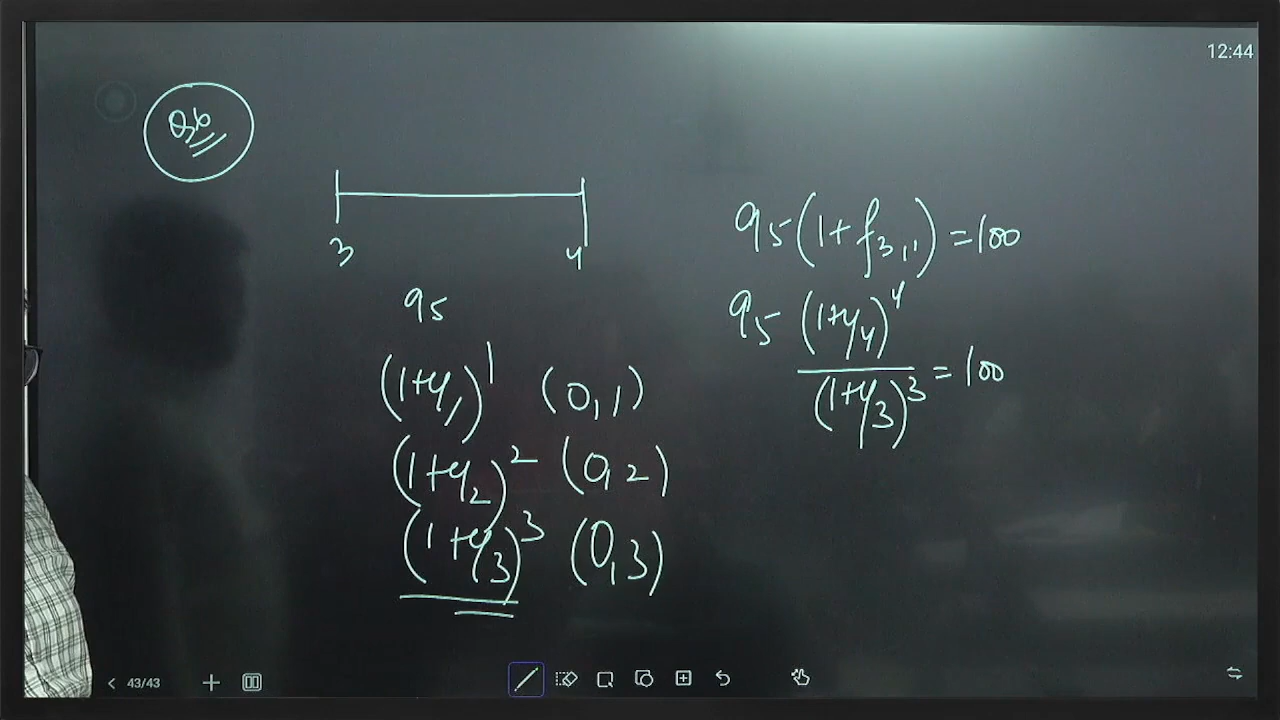 12:44
Q36
3 4
95
(1+y₁)¹ (0,1)
(1+y₂)² (0,2)
(1+y₃)³ (0,3)
95(1+f₃,₁) = 100
95 (1+y₄)⁴ / (1+y₃)³ = 100
43/43